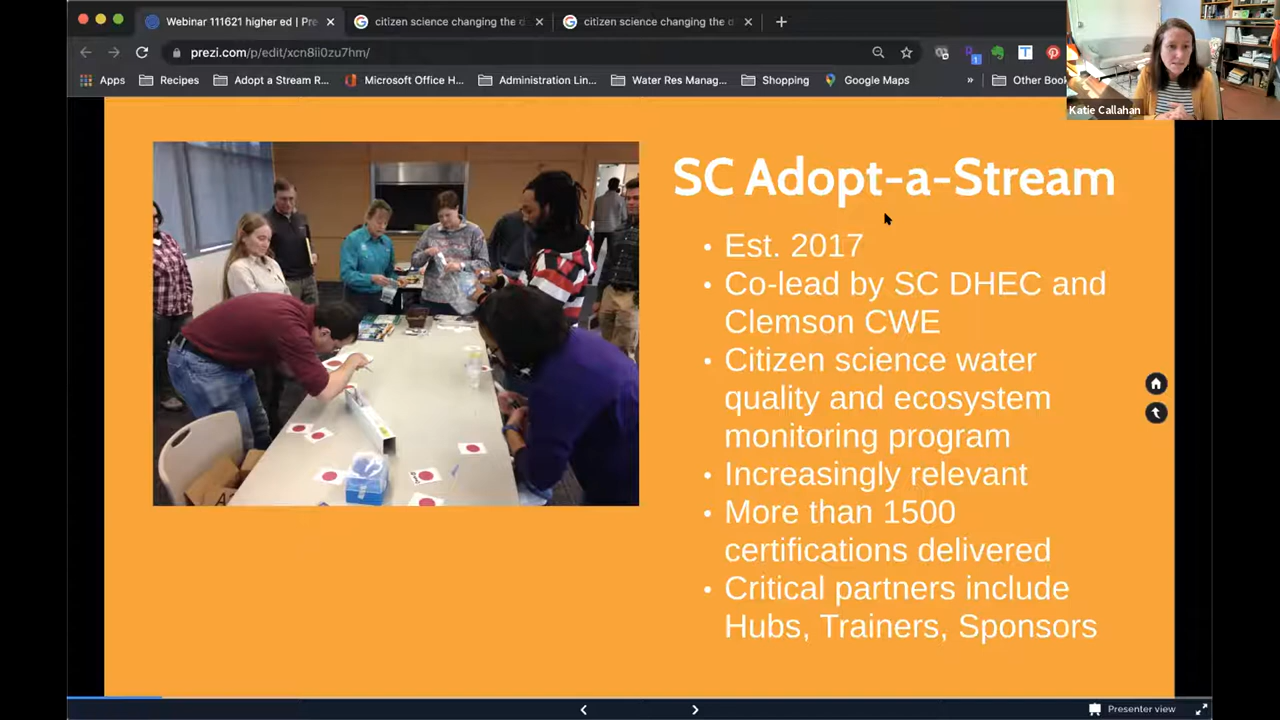 Webinar 111621 higher ed | Pre
citizen science changing the d
citizen science changing the d
prezi.com/p/edit/xcn8ii0zu7hm/
Apps
Recipes
Adopt a Stream R...
Microsoft Office H...
Administration Lin...
Water Res Manag...
Shopping
Google Maps
»
Other Boo
Katie Callahan
SC Adopt-a-Stream
• Est. 2017
• Co-lead by SC DHEC and
Clemson CWE
• Citizen science water
quality and ecosystem
monitoring program
• Increasingly relevant
• More than 1500
certifications delivered
• Critical partners include
Hubs, Trainers, Sponsors
Presenter view